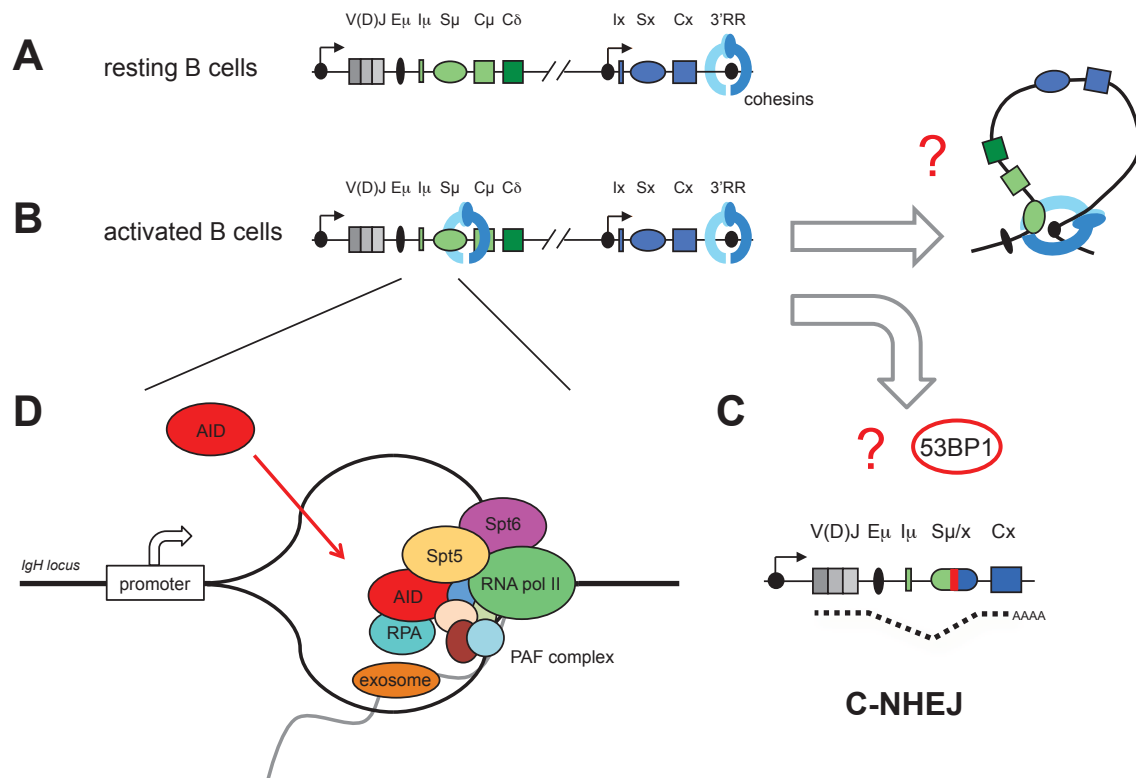 A
resting B cells
V(D)J Eµ Iµ Sµ Cµ Cδ
Ix Sx Cx 3'RR
cohesins
?
B
activated B cells
V(D)J Eµ Iµ Sµ Cµ Cδ
Ix Sx Cx 3'RR
D
AID
IgH locus
promoter
Spt6
Spt5
RNA pol II
AID
RPA
PAF complex
exosome
C
?
53BP1
V(D)J Eµ Iµ Sµ/x Cx
AAAA
C-NHEJ